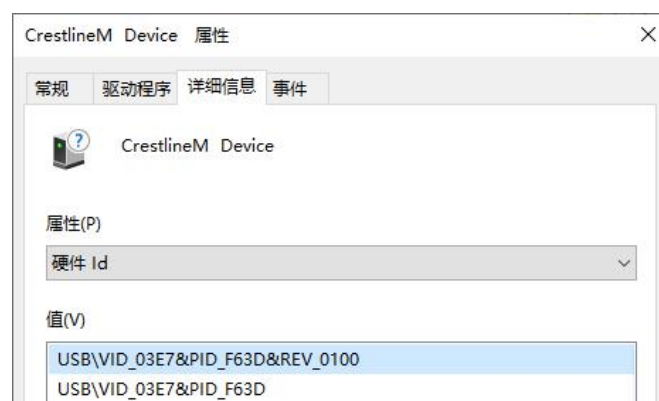 CrestlineM Device 属性
常规 驱动程序 详细信息 事件
CrestlineM Device
属性(P)
硬件 Id
值(V)
USB\VID_03E7&PID_F63D&REV_0100
USB\VID_03E7&PID_F63D